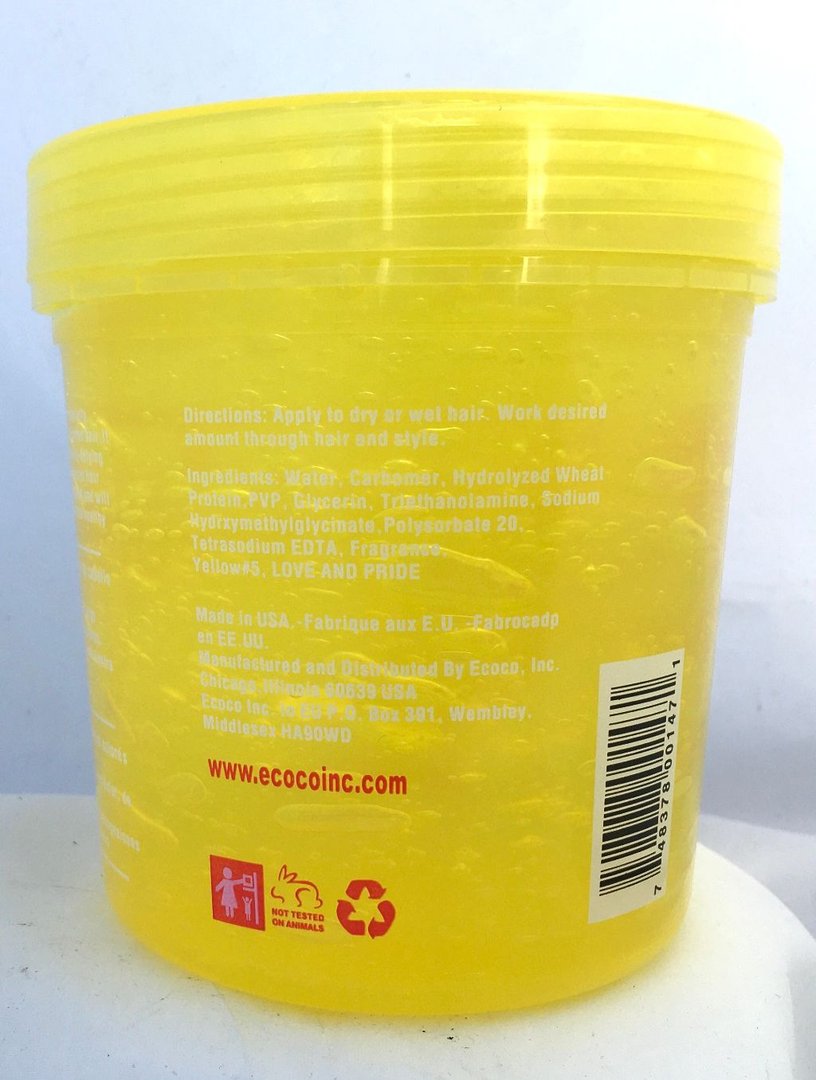 Directions: Apply to dry or wet hair. Work desired
amount through hair and style.
Ingredients: Water, Carbomer, Hydrolyzed Wheat
Protein, PVP, Glycerin, Triethanolamine, Sodium
Hydrxymethylglycinate, Polysorbate 20,
Tetrasodium EDTA, Fragrance,
Yellow#5, LOVE AND PRIDE
Made in USA.-Fabrique aux E.U. -Fabrocadp
en EE.UU.
Manufactured and Distributed By Ecoco, Inc.
Chicago, Illinois 60639 USA
Ecoco Inc. In EU P.O. Box 391, Wembley,
Middlesex HA90WD
www.ecocoinc.com
NOT TESTED
ON ANIMALS
7 48378 00147 1